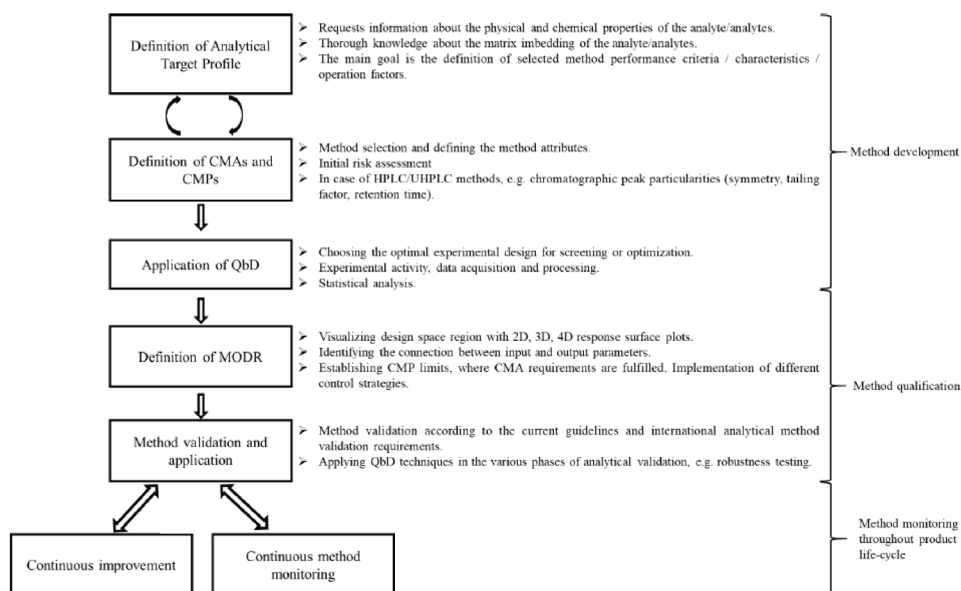 Definition of Analytical
Target Profile
➢ Requests information about the physical and chemical properties of the analyte/analytes.
➢ Thorough knowledge about the matrix imbedding of the analyte/analytes.
➢ The main goal is the definition of selected method performance criteria / characteristics /
operation factors.
Definition of CMAs and
CMPs
➢ Method selection and defining the method attributes.
➢ Initial risk assessment
➢ In case of HPLC/UHPLC methods, e.g. chromatographic peak particularities (symmetry, tailing
factor, retention time).
Method development
Application of QbD
➢ Choosing the optimal experimental design for screening or optimization.
➢ Experimental activity, data acquisition and processing.
➢ Statistical analysis.
Definition of MODR
➢ Visualizing design space region with 2D, 3D, 4D response surface plots.
➢ Identifying the connection between input and output parameters.
➢ Establishing CMP limits, where CMA requirements are fulfilled. Implementation of different
control strategies.
Method qualification
Method validation and
application
➢ Method validation according to the current guidelines and international analytical method
validation requirements.
➢ Applying QbD techniques in the various phases of analytical validation, e.g. robustness testing.
Continuous improvement
Continuous method
monitoring
Method monitoring
throughout product
life-cycle